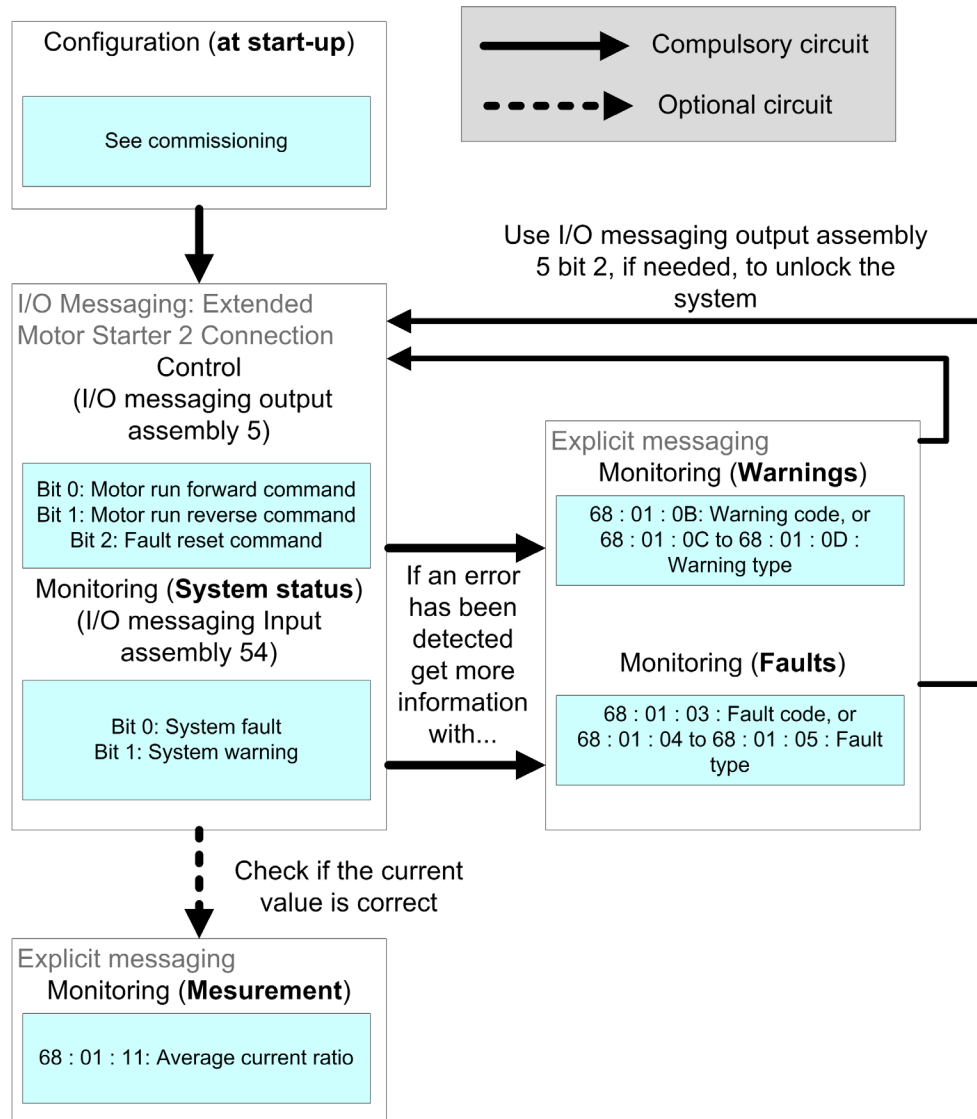 Configuration (at start-up)
See commissioning
Compulsory circuit
Optional circuit
Use I/O messaging output assembly
5 bit 2, if needed, to unlock the
system
I/O Messaging: Extended
Motor Starter 2 Connection
Control
(I/O messaging output
assembly 5)
Bit 0: Motor run forward command
Bit 1: Motor run reverse command
Bit 2: Fault reset command
Monitoring (System status)
(I/O messaging Input
assembly 54)
Bit 0: System fault
Bit 1: System warning
If an error
has been
detected
get more
information
with...
Explicit messaging
Monitoring (Warnings)
68 : 01 : 0B: Warning code, or
68 : 01 : 0C to 68 : 01 : 0D :
Warning type
Monitoring (Faults)
68 : 01 : 03 : Fault code, or
68 : 01 : 04 to 68 : 01 : 05 : Fault
type
Check if the current
value is correct
Explicit messaging
Monitoring (Mesurement)
68 : 01 : 11: Average current ratio